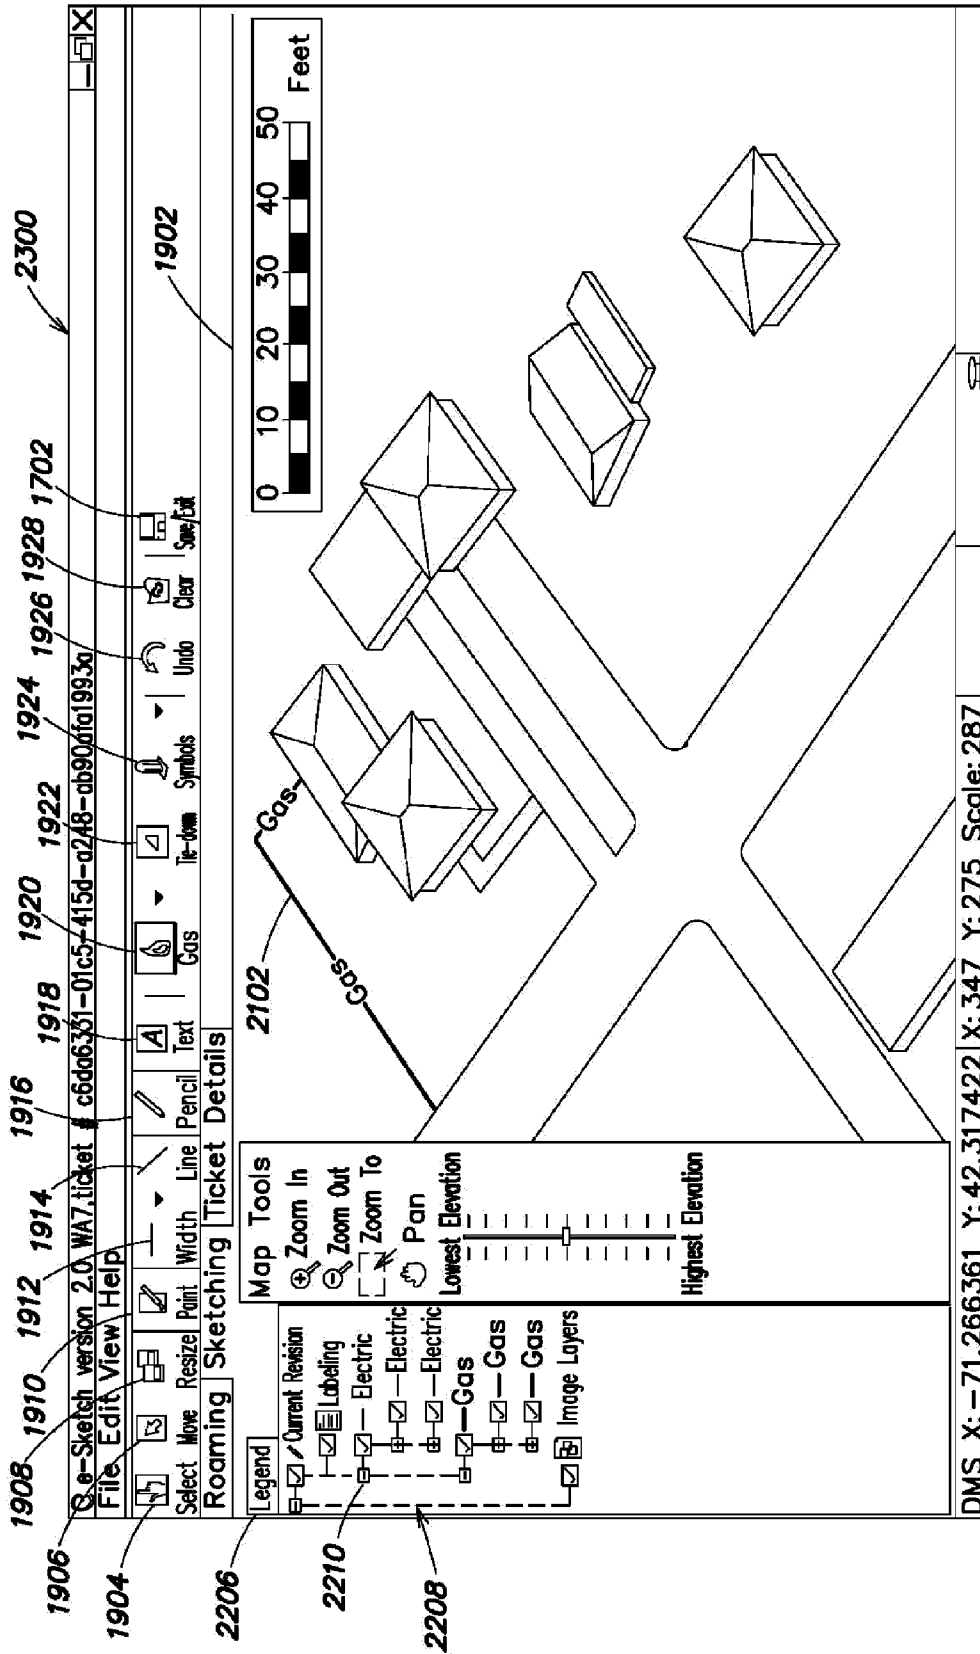 2300
1902
1906
1904
1908
1910
1912
1914
1916
1918
1920
1922
1924
1926
1928
1702
e-Sketch version 2.0 WA7.ticket # c6da6331-01c5-415d-a248-ab90dfa1993a
File Edit View Help
Select Move Resize Paint Width Line Pencil Text Gas Tie-down Symbols Undo Clear Save/Exit
Roaming Sketching Ticket Details
2206
2210
2208
Legend
Current Revision
Labeling
Electric
Electric
Electric
Gas
Gas
Gas
Image Layers
Map Tools
Zoom In
Zoom Out
Zoom To
Pan
Lowest Elevation
Highest Elevation
2102
Gas
Gas
0 10 20 30 40 50
Feet
DMS X: -71.266361 Y: 42.317422 X: 347 Y: 275 Scale: 287